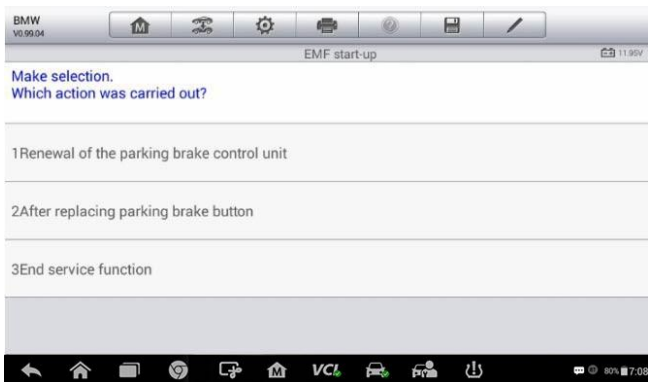 BMW
V0.99.04
EMF start-up
11.95V
Make selection.
Which action was carried out?
1Renewal of the parking brake control unit
2After replacing parking brake button
3End service function
M
M
VCI
80% 7:08